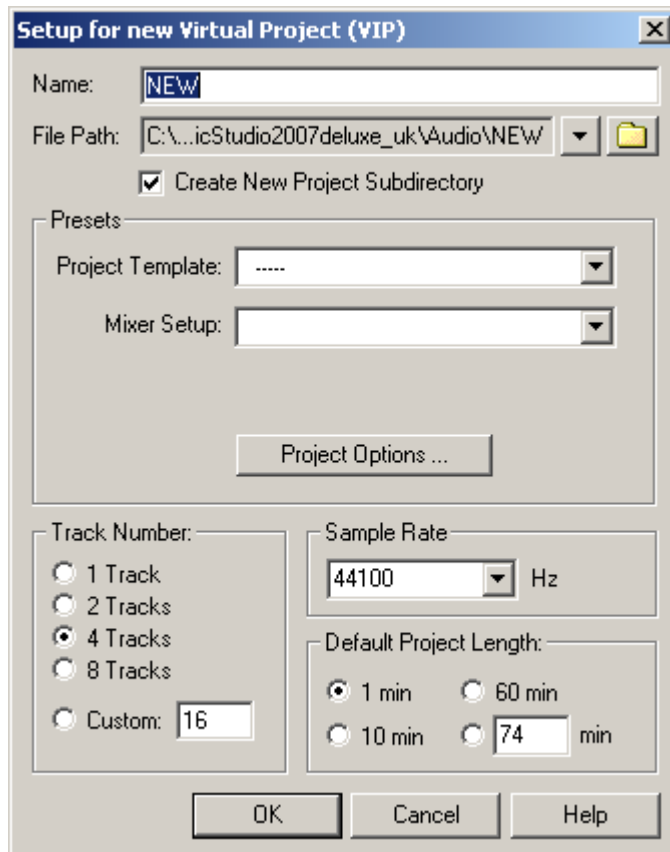 Setup for new Virtual Project (VIP)
Name: NEW
File Path: C:\...icStudio2007deluxe_uk\Audio\NEW
Create New Project Subdirectory
Presets
Project Template: -----
Mixer Setup:
Project Options ...
Track Number:
1 Track
2 Tracks
4 Tracks
8 Tracks
Custom: 16
Sample Rate
44100 Hz
Default Project Length:
1 min 60 min
10 min 74 min
OK Cancel Help